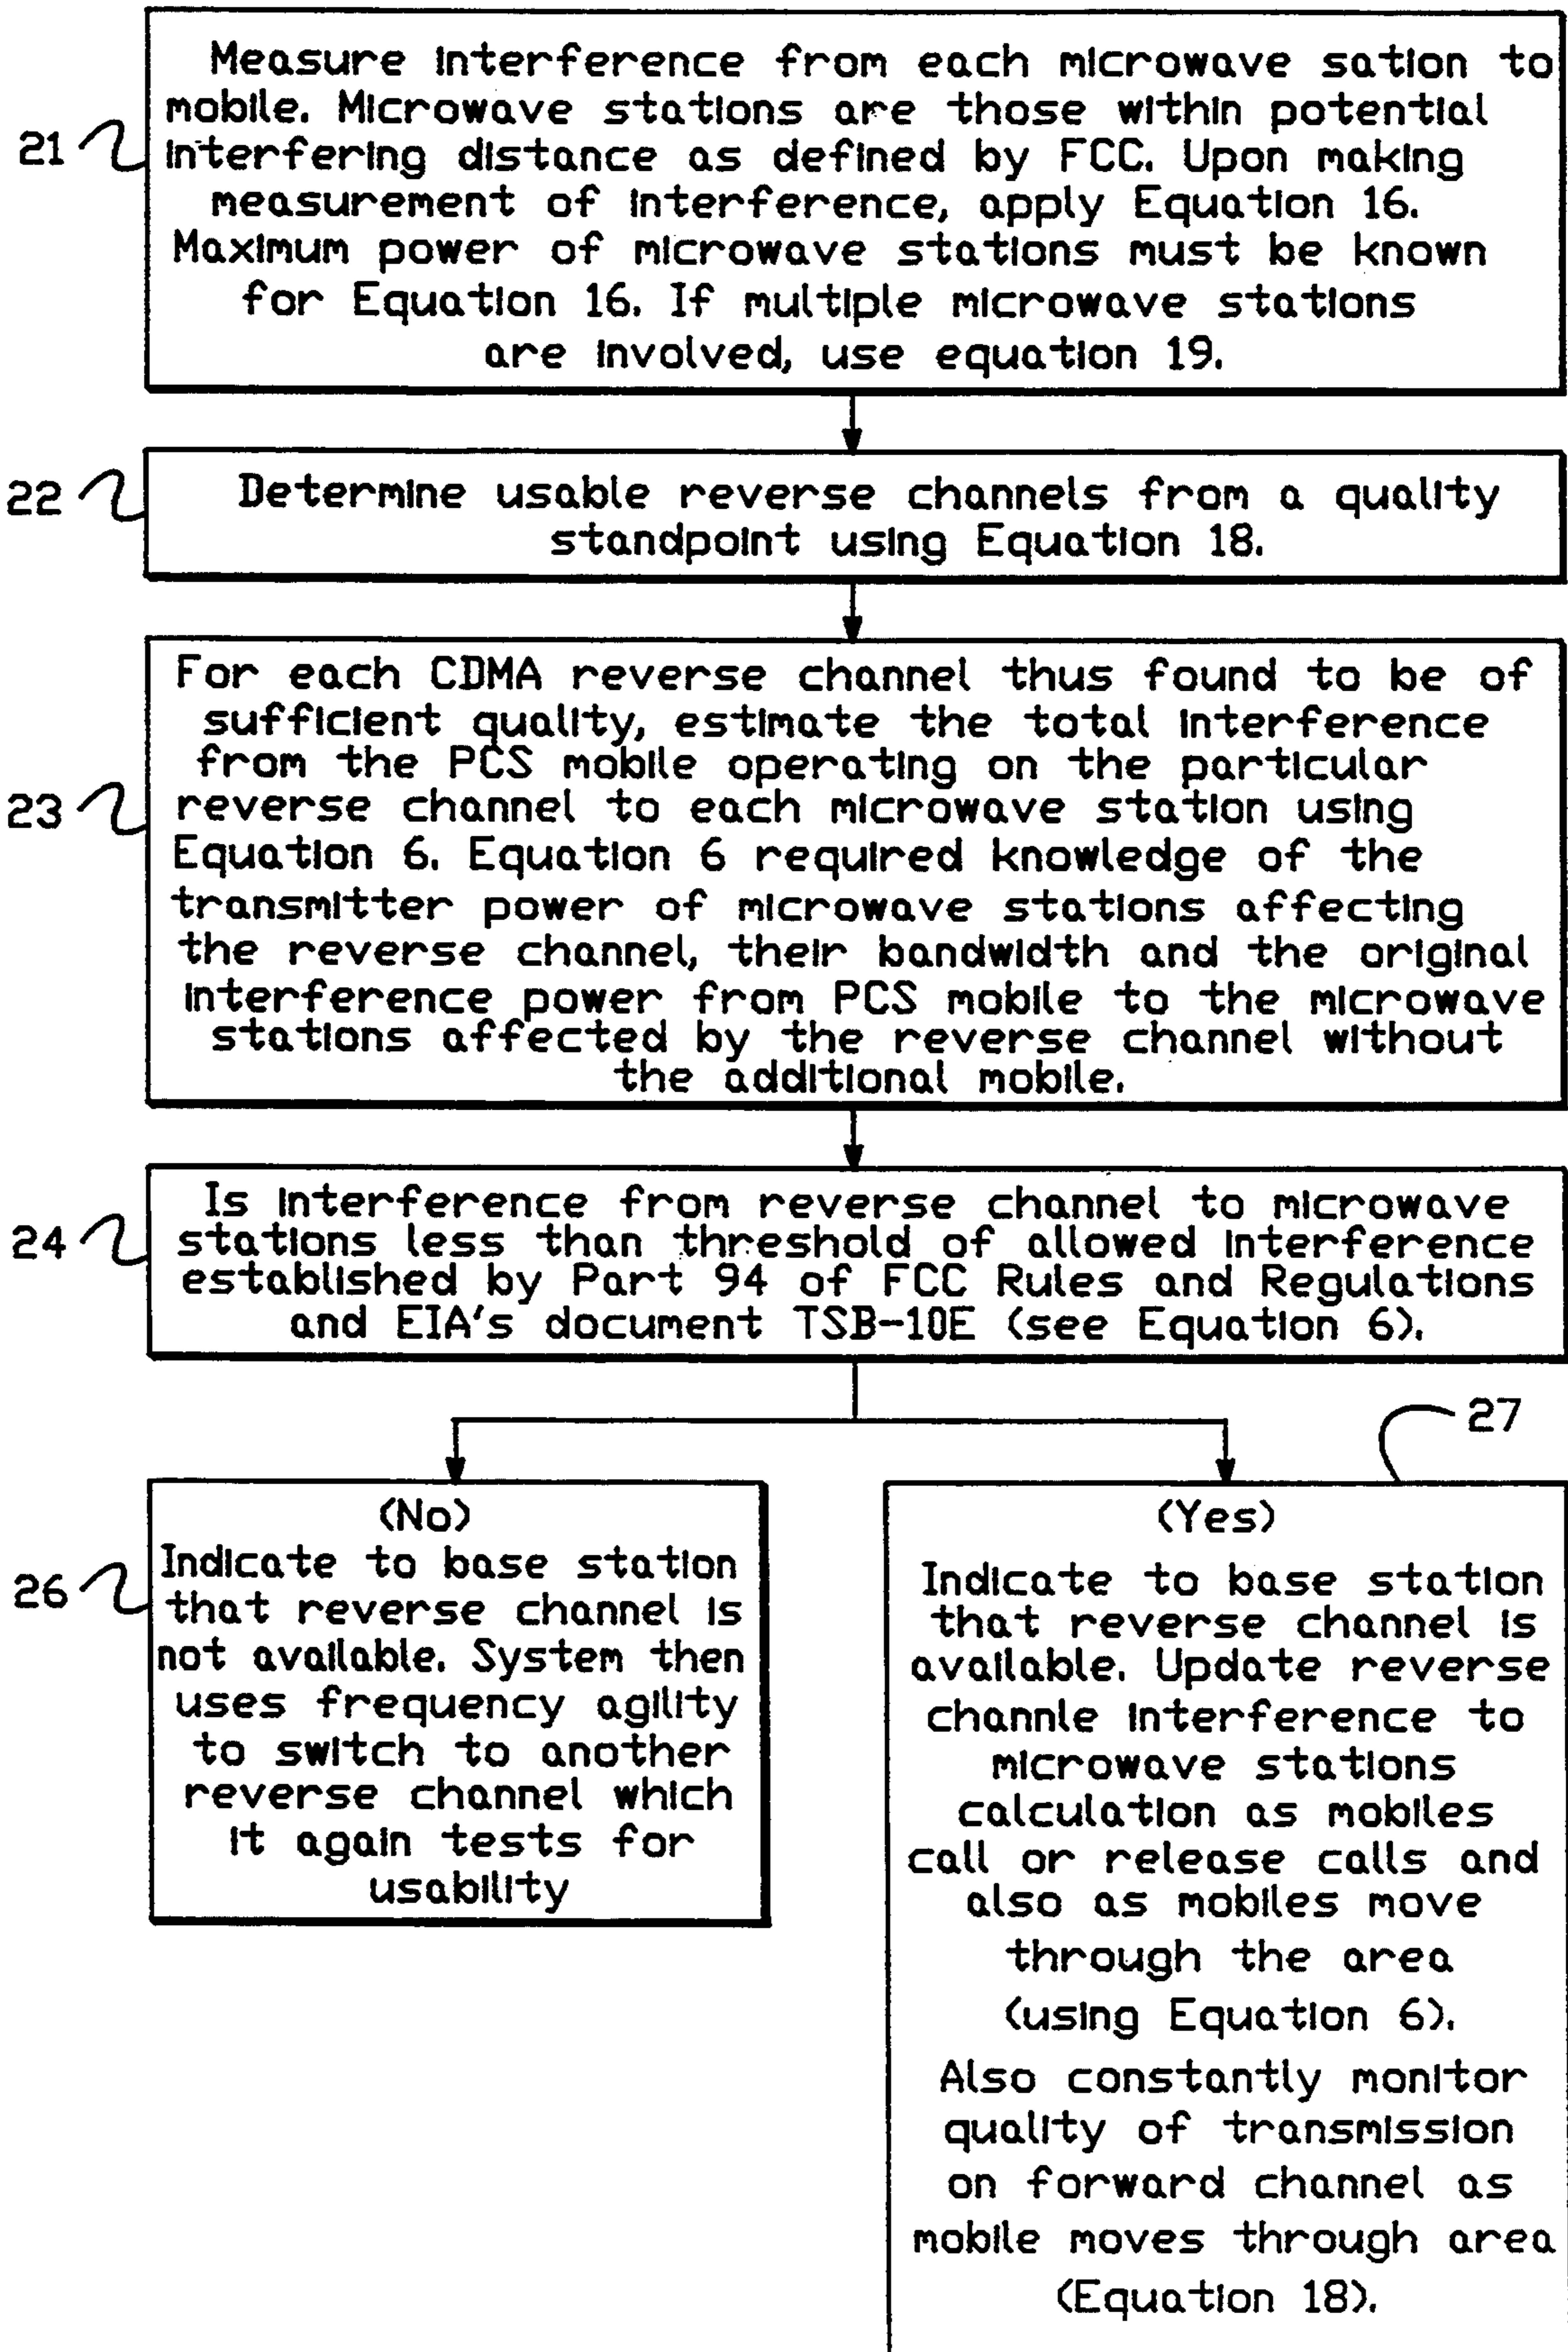 Measure interference from each microwave sation to
mobile. Microwave stations are those within potential
21
interfering distance as defined by FCC. Upon making
measurement of interference, apply Equation 16.
Maximum power of microwave stations must be known
for Equation 16. If multiple microwave stations
are involved, use equation 19.
22
Determine usable reverse channels from a quality
standpoint using Equation 18.
For each CDMA reverse channel thus found to be of
sufficient quality, estimate the total interference
from the PCS mobile operating on the particular
23
reverse channel to each microwave station using
Equation 6. Equation 6 required knowledge of the
transmitter power of microwave stations affecting
the reverse channel, their bandwidth and the original
interference power from PCS mobile to the microwave
stations affected by the reverse channel without
the additional mobile.
Is interference from reverse channel to microwave
24
stations less than threshold of allowed interference
established by Part 94 of FCC Rules and Regulations
and EIA's document TSB-10E (see Equation 6).
26
(No)
Indicate to base station
that reverse channel is
not available. System then
uses frequency agility
to switch to another
reverse channel which
it again tests for
usability
27
(Yes)
Indicate to base station
that reverse channel is
available. Update reverse
channle interference to
microwave stations
calculation as mobiles
call or release calls and
also as mobiles move
through the area
(using Equation 6).
Also constantly monitor
quality of transmission
on forward channel as
mobile moves through area
(Equation 18).